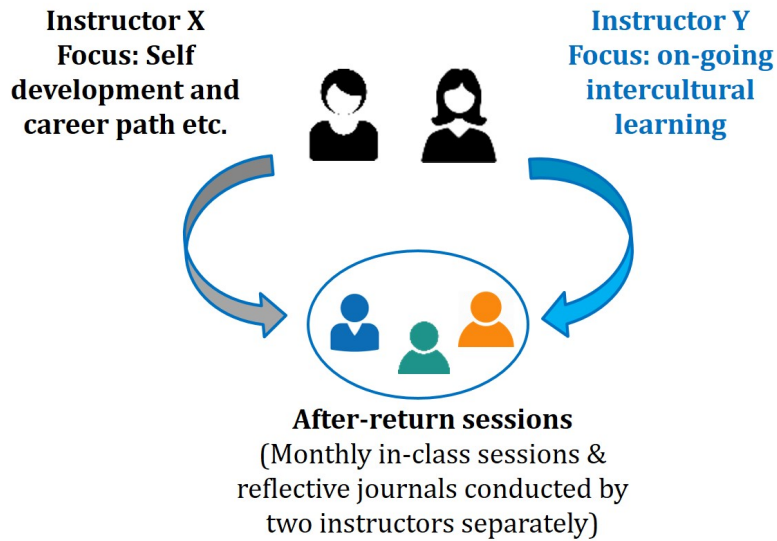 Instructor X
Focus: Self
development and
career path etc.
Instructor Y
Focus: on-going
intercultural
learning
After-return sessions
(Monthly in-class sessions &
reflective journals conducted by
two instructors separately)